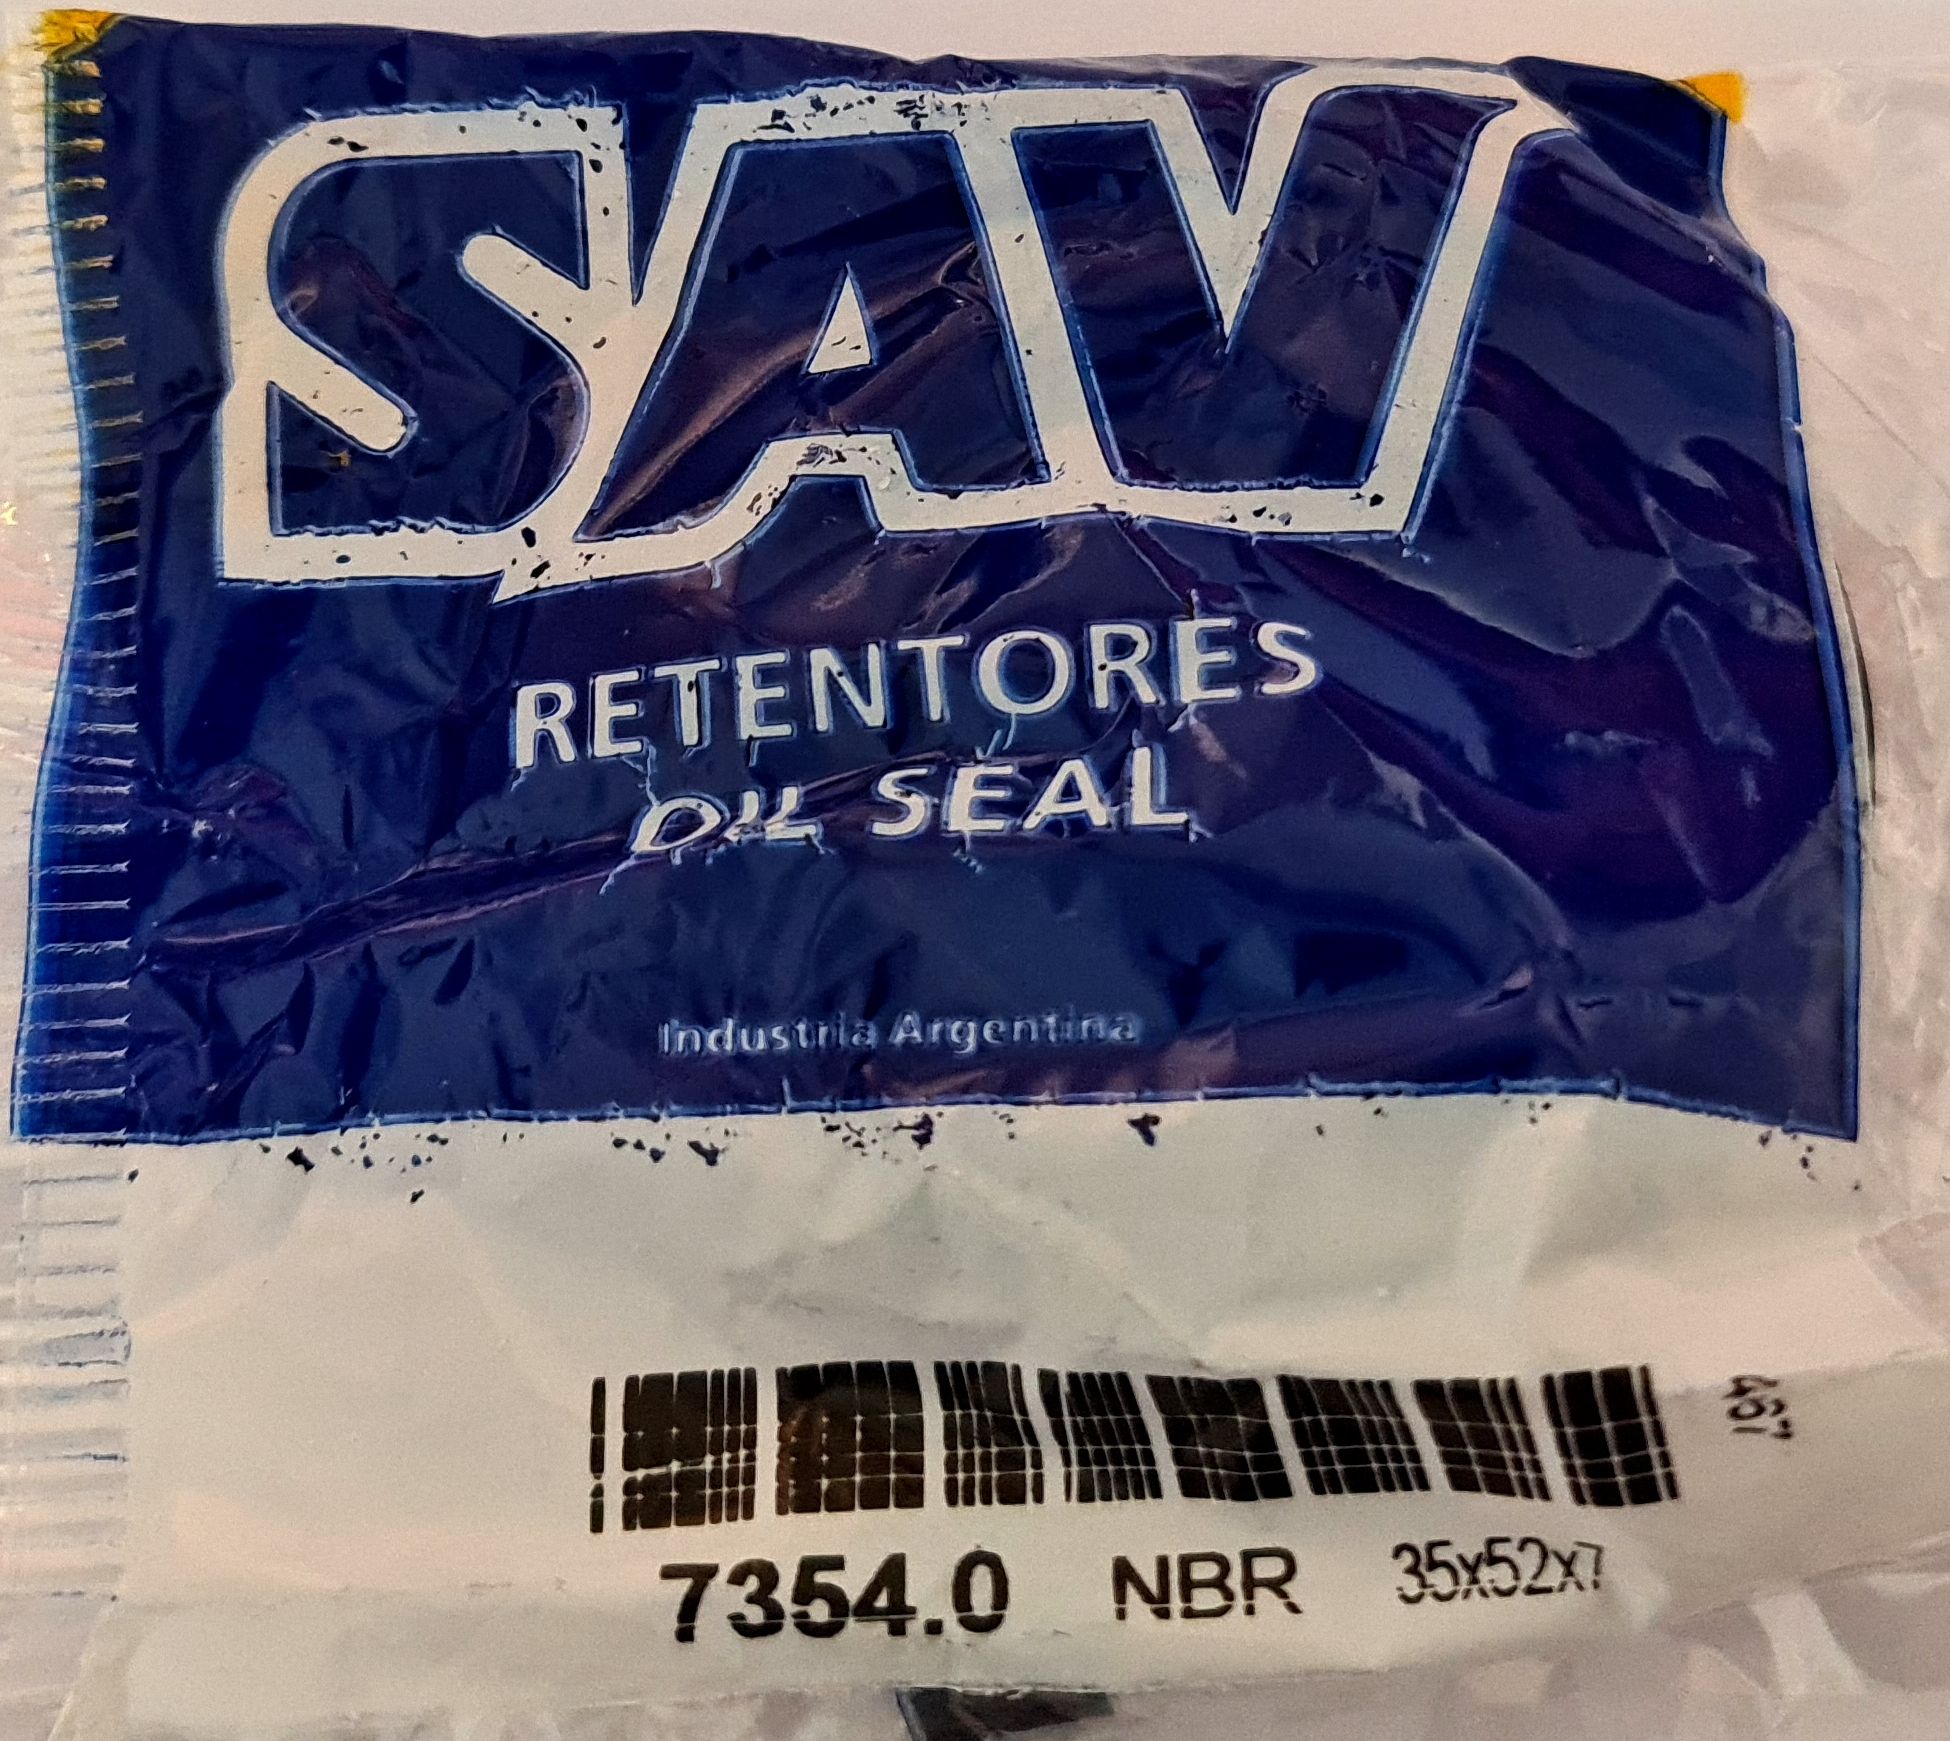 SAV
RETENTORES
OIL SEAL
Industria Argentina
7354.0 NBR 35x52x7